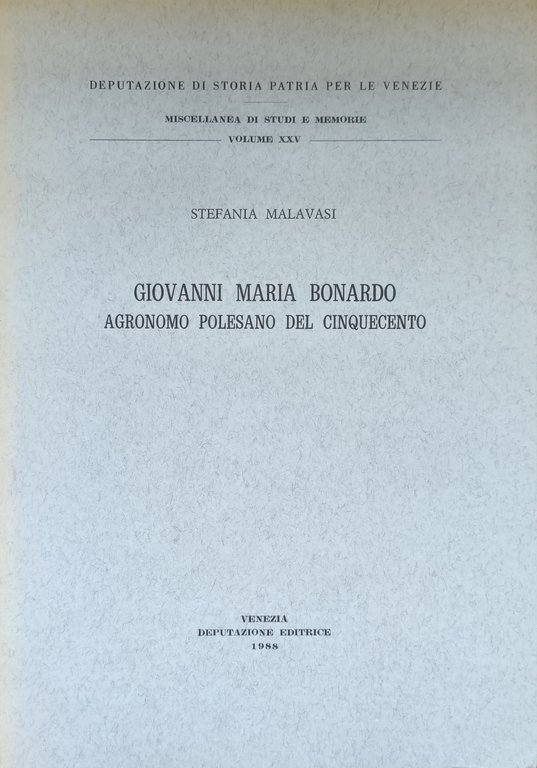 DEPUTAZIONE DI STORIA PATRIA PER LE VENEZIE
MISCELLANEA DI STUDI E MEMORIE
VOLUME XXV
STEFANIA MALAVASI
GIOVANNI MARIA BONARDO
AGRONOMO POLESANO DEL CINQUECENTO
VENEZIA
DEPUTAZIONE EDITRICE
1988